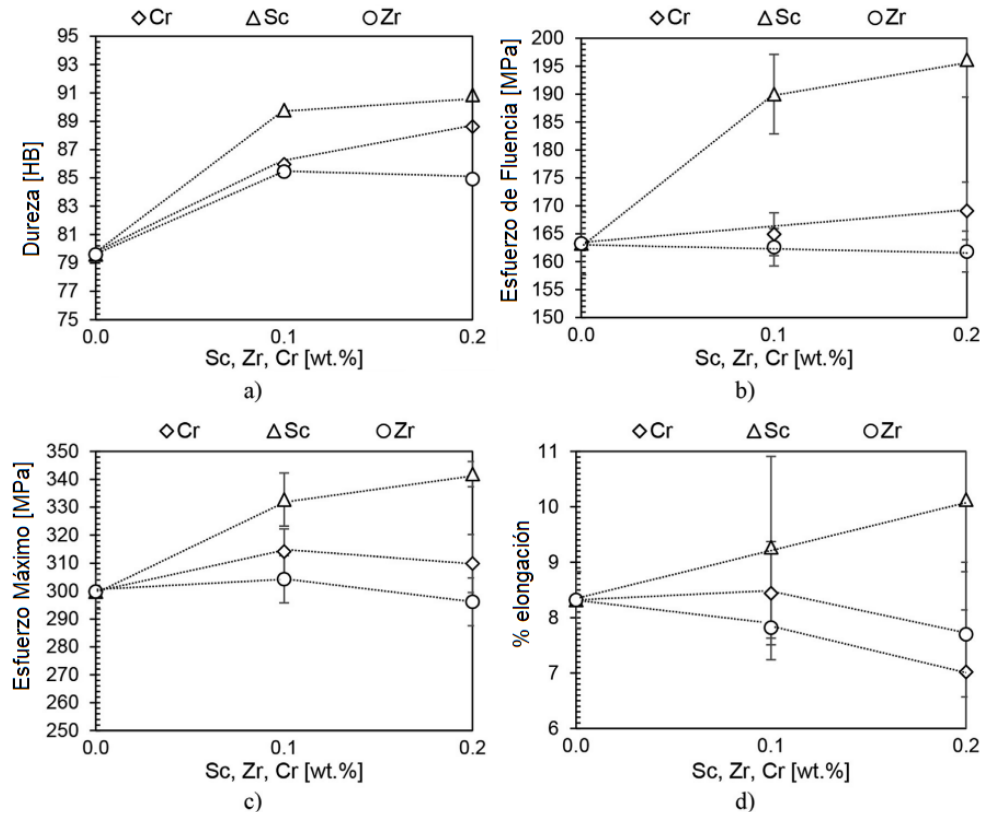 Cr Sc Zr
Dureza [HB]
95
93
91
89
87
85
83
81
79
77
75
0.0 0.1 0.2
Sc, Zr, Cr [wt.%]
a)
Cr Sc Zr
Esfuerzo de Fluencia [MPa]
200
195
190
185
180
175
170
165
160
155
150
0.0 0.1 0.2
Sc, Zr, Cr [wt.%]
b)
Cr Sc Zr
Esfuerzo Máximo [MPa]
350
340
330
320
310
300
290
280
270
260
250
0.0 0.1 0.2
Sc, Zr, Cr [wt.%]
c)
Cr Sc Zr
% elongación
11
10
9
8
7
6
0.0 0.1 0.2
Sc, Zr, Cr [wt.%]
d)